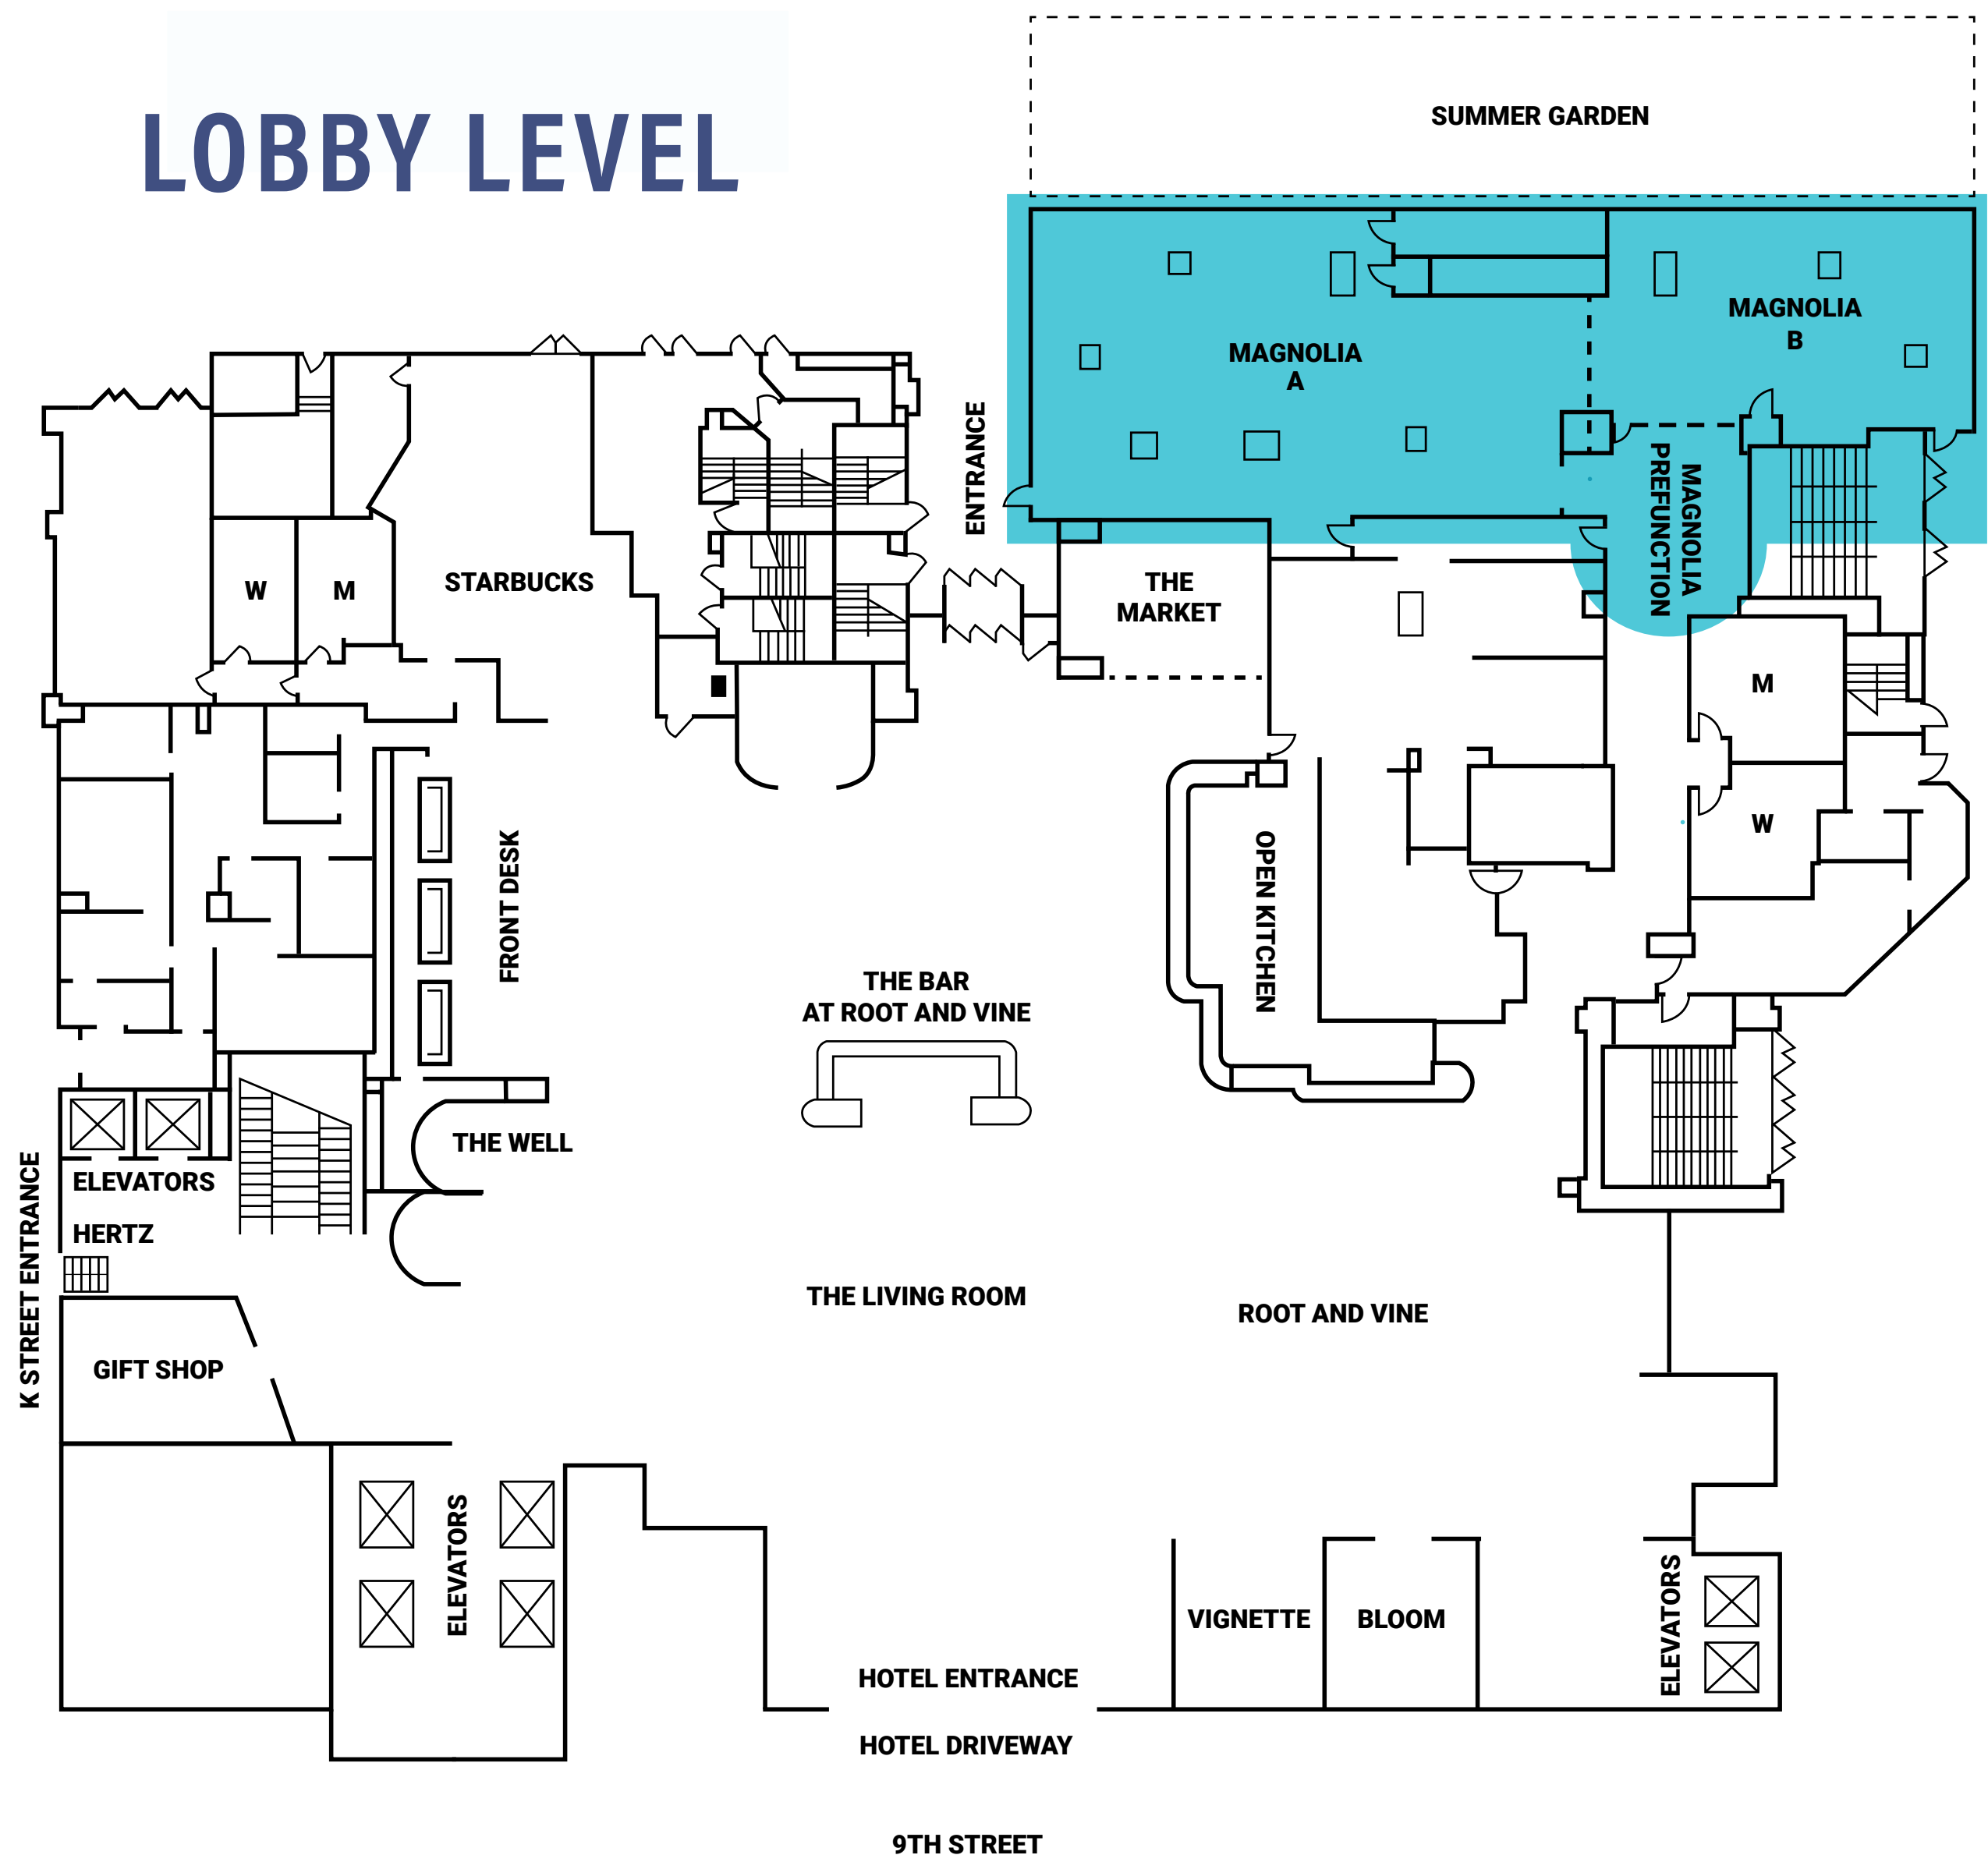 LOBBY LEVEL
SUMMER GARDEN
MAGNOLIA
B
MAGNOLIA
A
ENTRANCE
MAGNOLIA
PREFUNCTION
W
M
STARBUCKS
THE
MARKET
M
W
FRONT DESK
OPEN KITCHEN
THE BAR
AT ROOT AND VINE
THE WELL
ELEVATORS
HERTZ
K STREET ENTRANCE
THE LIVING ROOM
ROOT AND VINE
GIFT SHOP
ELEVATORS
VIGNETTE
BLOOM
ELEVATORS
HOTEL ENTRANCE
HOTEL DRIVEWAY
9TH STREET